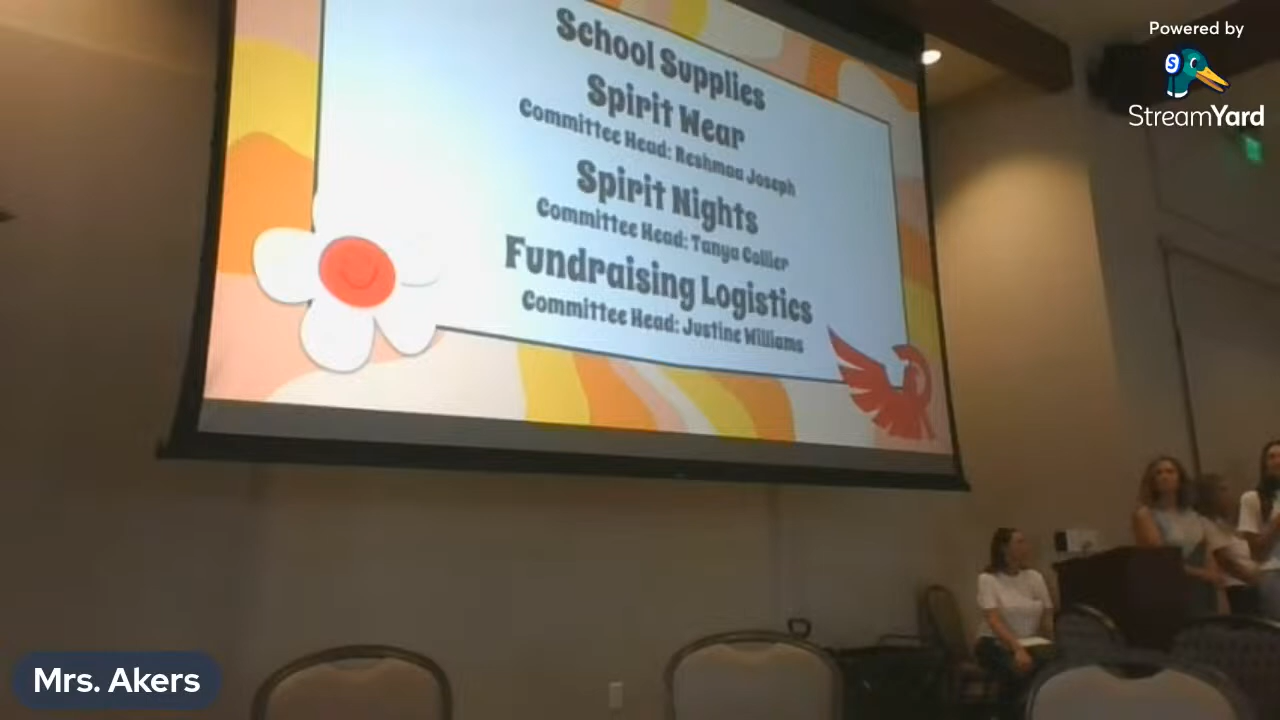 Powered by
StreamYard
School Supplies
Spirit Wear
Committee Head: Reshmaa Joseph
Spirit Nights
Committee Head: Tanya Collier
Fundraising Logistics
Committee Head: Justine Williams
Mrs. Akers